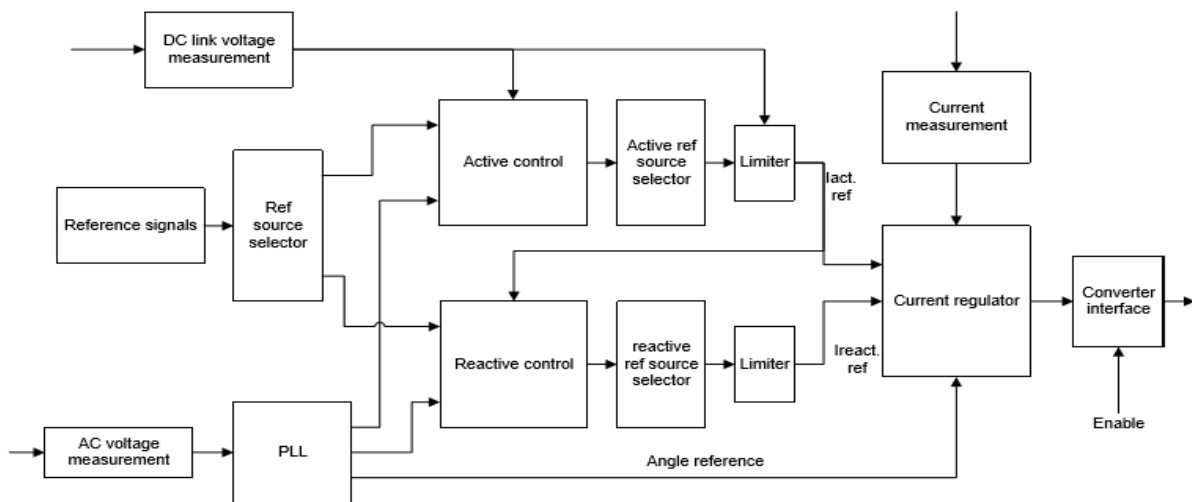 DC link voltage
measurement
Current
measurement
Active control
Active ref
source
selector
Limiter
Iact.
ref
Reference signals
Ref
source
selector
Current regulator
Converter
interface
Reactive control
reactive
ref source
selector
Limiter
Ireact.
ref
Enable
AC voltage
measurement
PLL
Angle reference